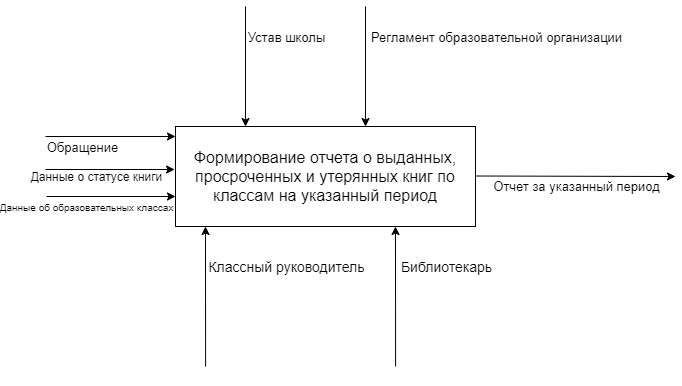 Устав школы
Регламент образовательной организации
Обращение
Данные о статусе книги
Данные об образовательных классах
Формирование отчета о выданных,
просроченных и утерянных книг по
классам на указанный период
Отчет за указанный период
Классный руководитель
Библиотекарь